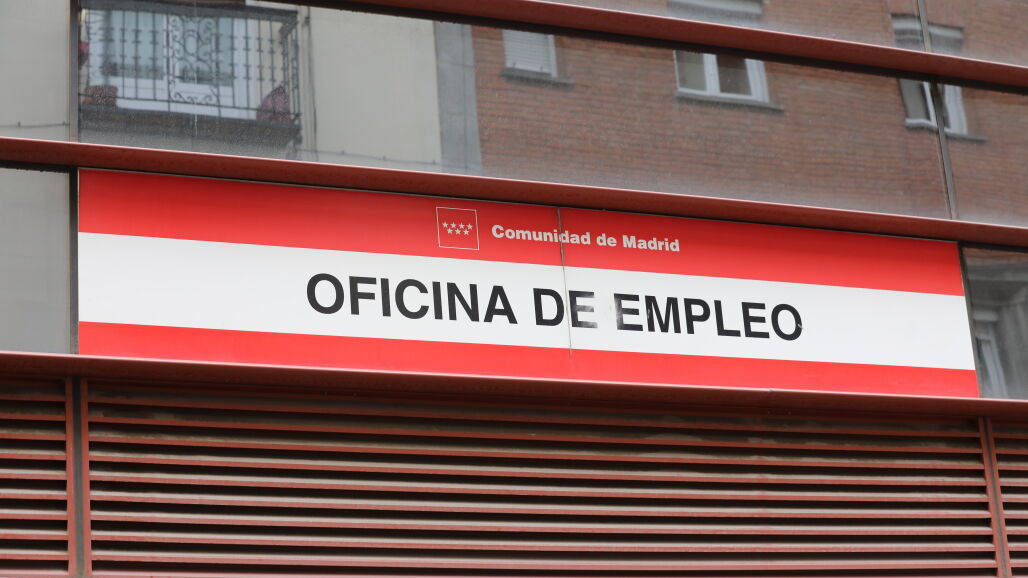 Comunidad de Madrid
OFICINA DE EMPLEO